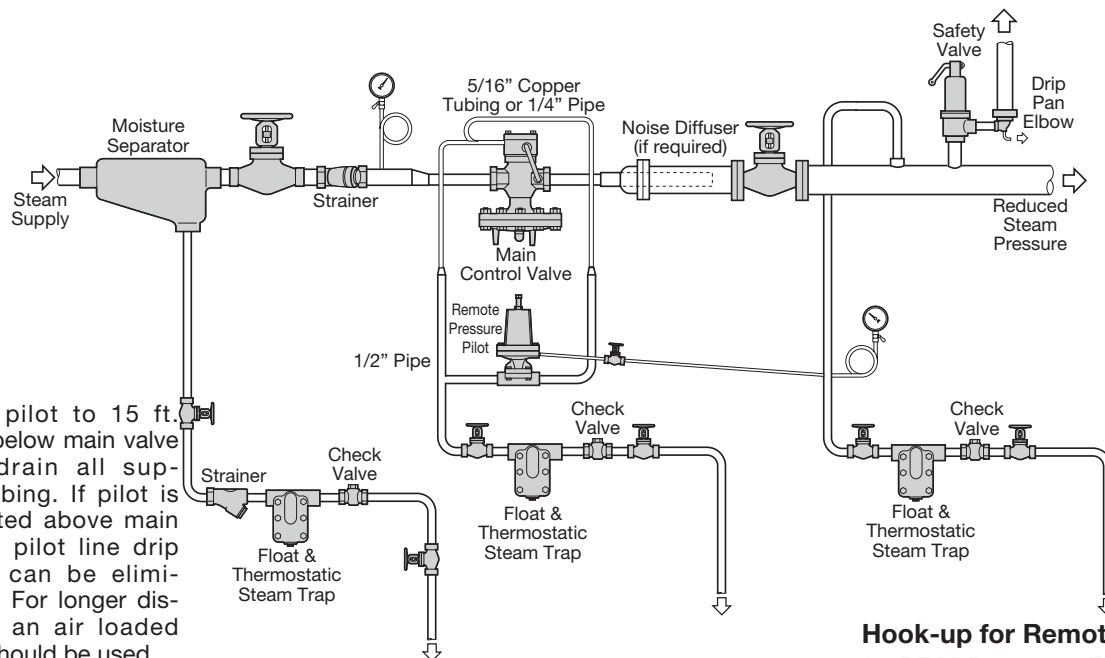 Safety
Valve
5/16” Copper
Tubing or 1/4” Pipe
Drip
Pan
Elbow
Moisture
Separator
Noise Diffuser
(if required)
Steam
Supply
Strainer
Reduced
Steam
Pressure
Main
Control Valve
Remote
Pressure
Pilot
1/2” Pipe
pilot to 15 ft.
below main valve
drain all sup-
If pilot is
above main
pilot line drip
can be elimi-
For longer dis-
an air loaded
should be used
Strainer
Check
Valve
Float &
Thermostatic
Steam Trap
Check
Valve
Float &
Thermostatic
Steam Trap
Check
Valve
Float &
Thermostatic
Steam Trap
Hook-up for